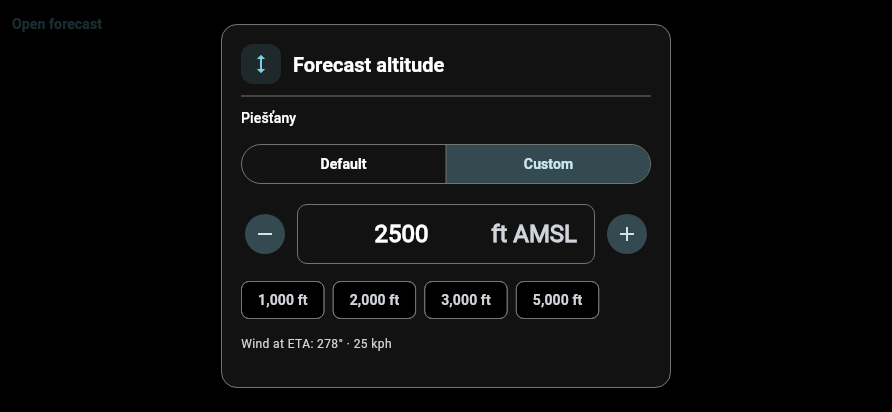 Open forecast
Forecast altitude
Piešťany
Default Custom
2500 ft AMSL
1,000 ft 2,000 ft 3,000 ft 5,000 ft
Wind at ETA: 278° · 25 kph